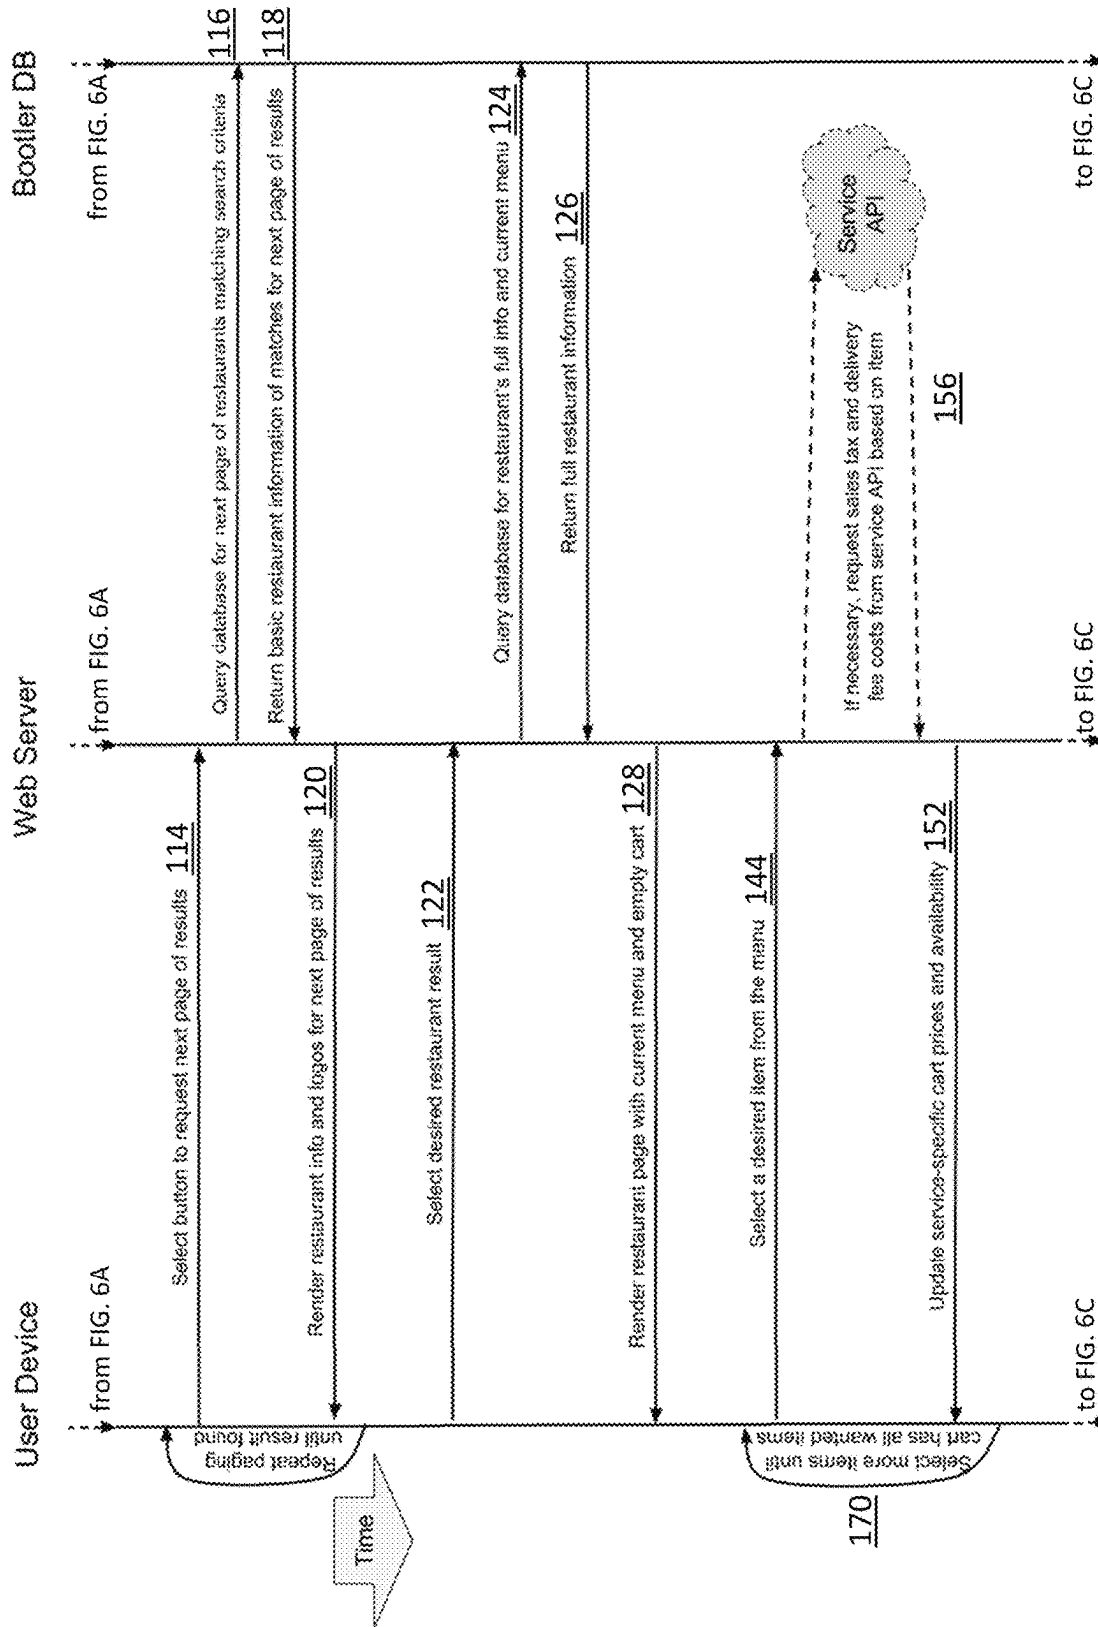 User Device
Web Server
Bootler DB
from FIG. 6A
from FIG. 6A
from FIG. 6A
Select button to request next page of results 114
Query database for next page of restaurants matching search criteria 116
Return basic restaurant information of matches for next page of results 118
Render restaurant info and logos for next page of results 120
Repeat paging
until result found
Time
Select desired restaurant result 122
Query database for restaurant's full info and current menu 124
Return full restaurant information 126
Render restaurant page with current menu and empty cart 128
Select a desired item from the menu 144
Service
API
If necessary, request sales tax and delivery
fee costs from service API based on item
156
Update service-specific cart prices and availability 152
Select more items until
cart has all wanted items
170
to FIG. 6C
to FIG. 6C
to FIG. 6C